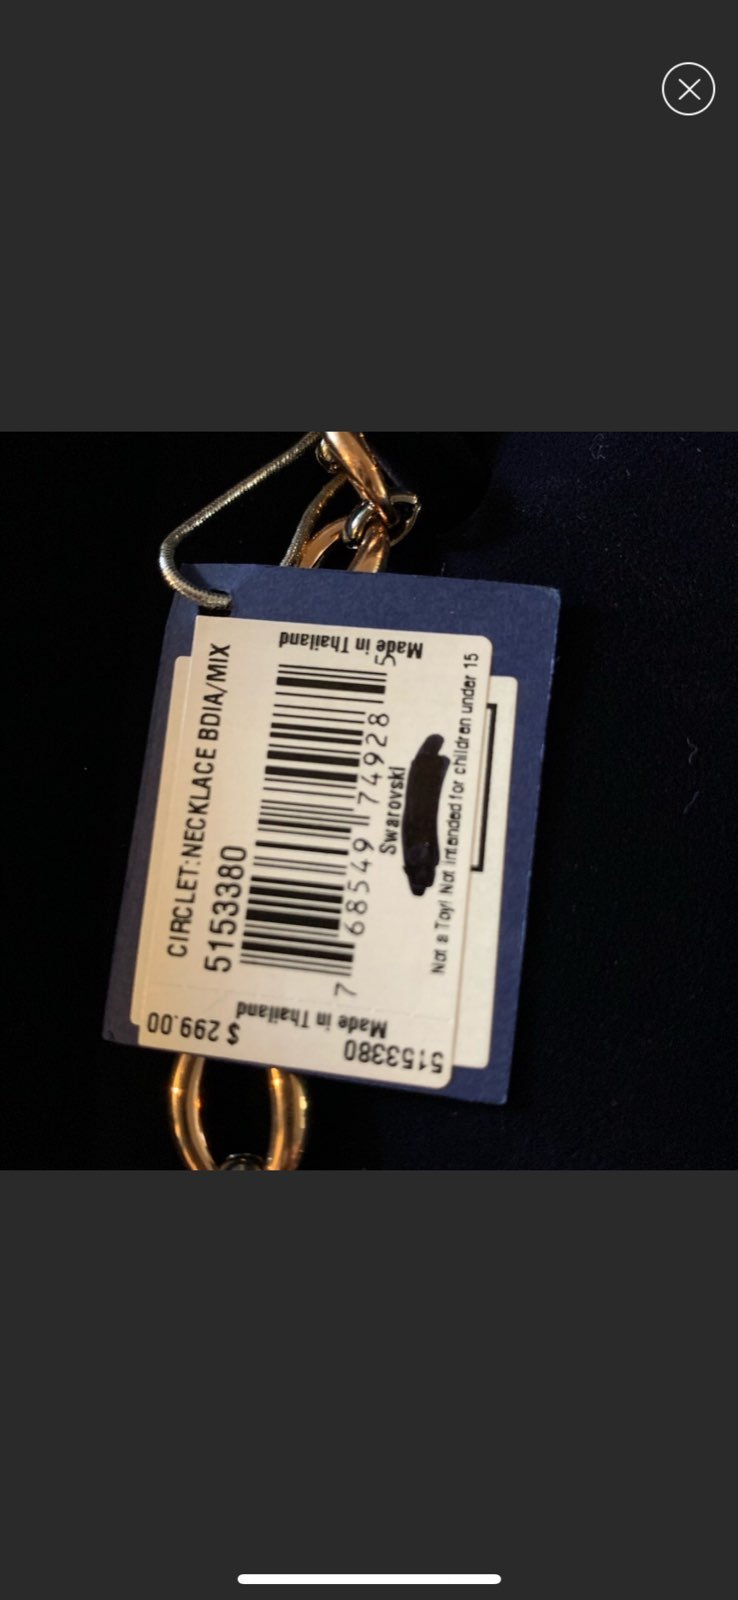 CIRCLET:NECKLACE BDIA/MIX
5153380
7 68549 74928 5
Swarovski
Not a Toy! Not intended for children under 15
Made in Thailand
$ 299.00
Made in Thailand
5153380